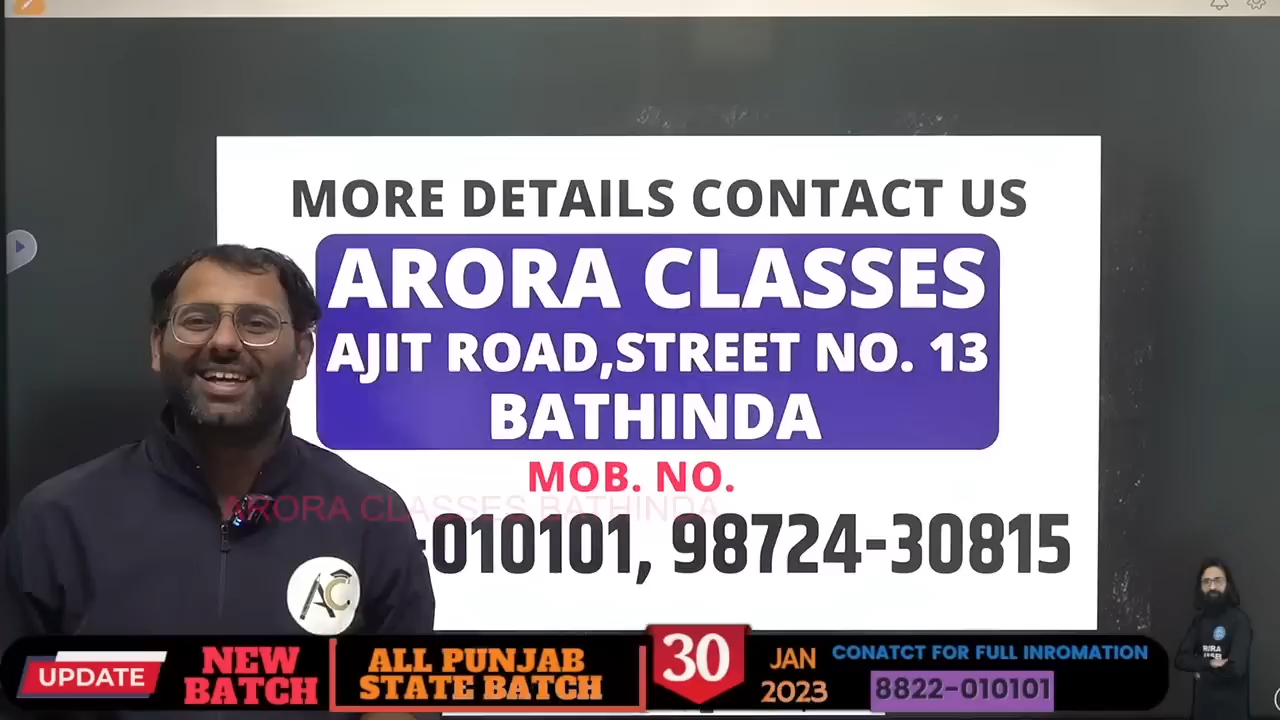 MORE DETAILS CONTACT US
ARORA CLASSES
AJIT ROAD,STREET NO. 13
BATHINDA
MOB. NO.
ARORA CLASSES BATHINDA
-010101, 98724-30815
AC
UPDATE
NEW
BATCH
ALL PUNJAB
STATE BATCH
30
JAN
2023
CONATCT FOR FULL INROMATION
8822-010101